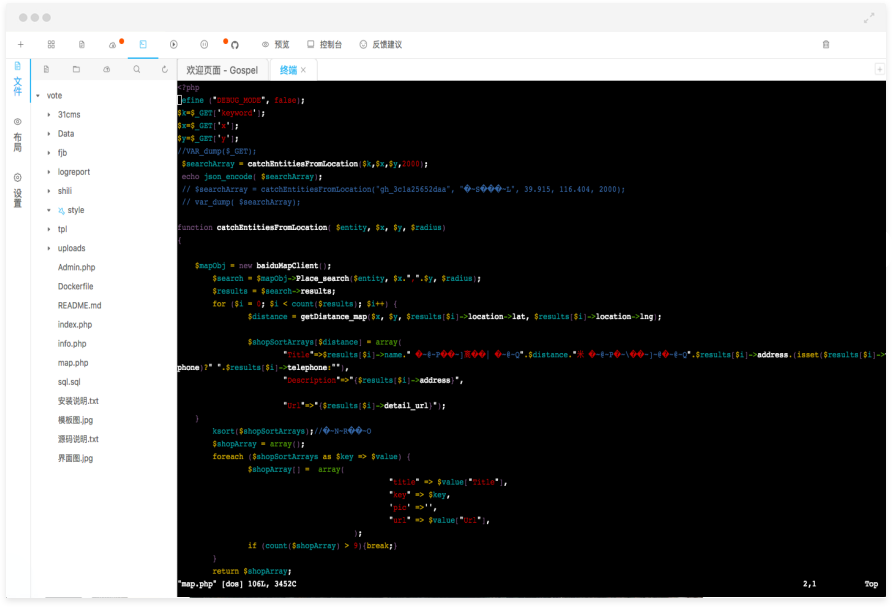 预览 控制台 反馈建议
文件
布局
设置
欢迎页面 - Gospel 终端 ×
vote
31cms
Data
fjb
logreport
shili
style
tpl
uploads
Admin.php
Dockerfile
README.md
index.php
info.php
map.php
sql.sql
安装说明.txt
模板图.jpg
源码说明.txt
界面图.jpg
<?php
define ("DEBUG_MODE", false);
$k=$_GET['keyword'];
$x=$_GET['x'];
$y=$_GET['y'];
//VAR_dump($_GET);
$searchArray = catchEntitiesFromLocation($k,$x,$y,2000);
echo json_encode( $searchArray);
// $searchArray = catchEntitiesFromLocation("gh_3c1a25652daa", "�~S���~L", 39.915, 116.404, 2000);
// var_dump( $searchArray);
function catchEntitiesFromLocation( $entity, $x, $y, $radius)
{
$mapObj = new baiduMapClient();
$search = $mapObj->Place_search($entity, $x.",".$y, $radius);
$results = $search->results;
for ($i = 0; $i < count($results); $i++) {
$distance = getDistance_map($x, $y, $results[$i]->location->lat, $results[$i]->location->lng);
$shopSortArrays[$distance] = array(
"Title"=>$results[$i]->name." �~@~P��~]离��| �~@~Q".$distance."米 �~@~P�~\��~]~@�~@~Q".$results[$i]->address.(isset($results[$i]->
phone)?" ".$results[$i]->telephone:""),
"Description"=>"{$results[$i]->address}",
"Url"=>"{$results[$i]->detail_url}");
}
ksort($shopSortArrays);//�~N~R��~O
$shopArray = array();
foreach ($shopSortArrays as $key => $value) {
$shopArray[] = array(
"title" => $value["Title"],
"key" => $key,
'pic' =>'',
"url" => $value["Url"],
);
if (count($shopArray) > 9){break;}
}
return $shopArray;
"map.php" [dos] 106L, 3452C 2,1 Top